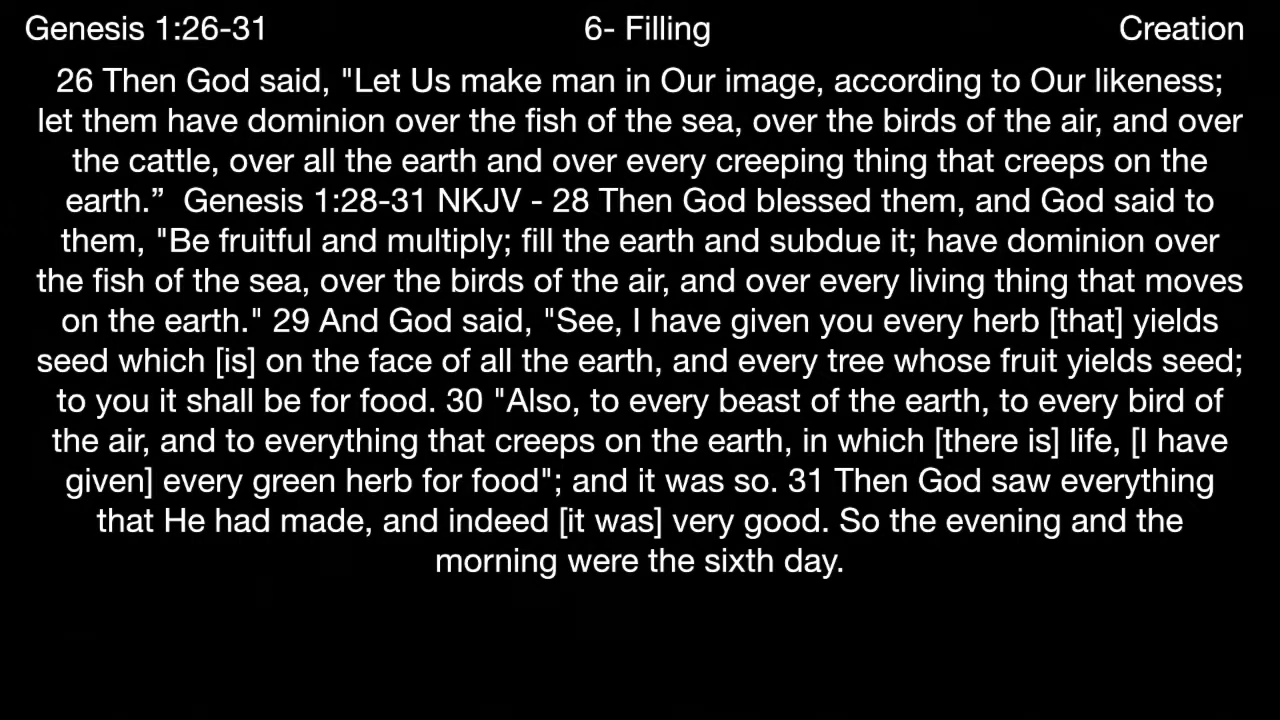 Genesis 1:26-31 6- Filling Creation
26 Then God said, "Let Us make man in Our image, according to Our likeness;
let them have dominion over the fish of the sea, over the birds of the air, and over
the cattle, over all the earth and over every creeping thing that creeps on the
earth.”  Genesis 1:28-31 NKJV - 28 Then God blessed them, and God said to
them, "Be fruitful and multiply; fill the earth and subdue it; have dominion over
the fish of the sea, over the birds of the air, and over every living thing that moves
on the earth." 29 And God said, "See, I have given you every herb [that] yields
seed which [is] on the face of all the earth, and every tree whose fruit yields seed;
to you it shall be for food. 30 "Also, to every beast of the earth, to every bird of
the air, and to everything that creeps on the earth, in which [there is] life, [I have
given] every green herb for food"; and it was so. 31 Then God saw everything
that He had made, and indeed [it was] very good. So the evening and the
morning were the sixth day.